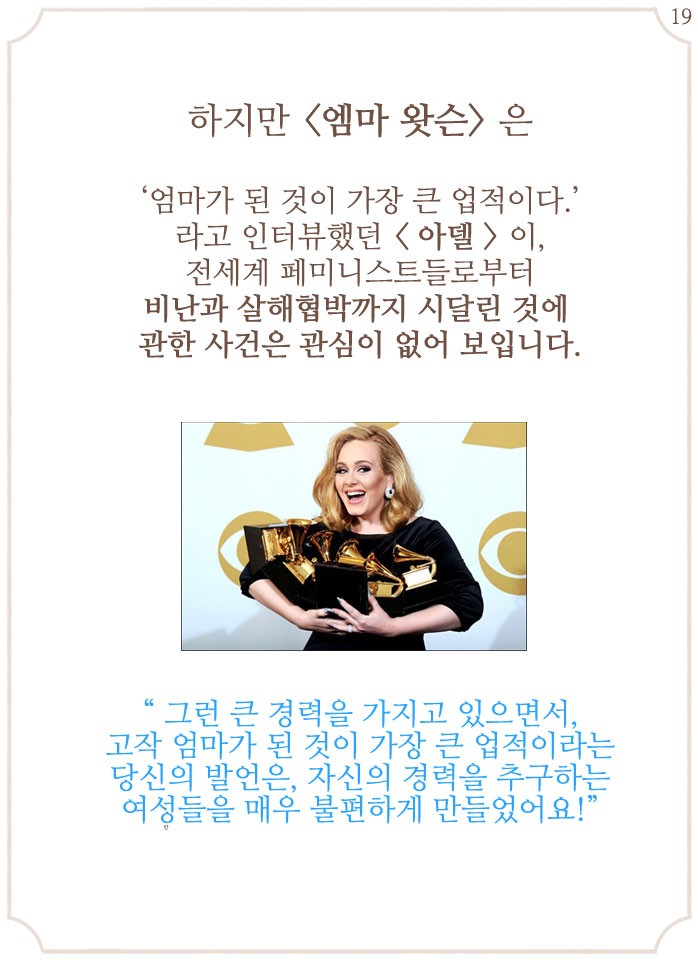 19
하지만 〈엠마 왓슨〉 은
‘엄마가 된 것이 가장 큰 업적이다.’
라고 인터뷰했던 〈 아델 〉 이,
전세계 페미니스트들로부터
비난과 살해협박까지 시달린 것에
관한 사건은 관심이 없어 보입니다.
“ 그런 큰 경력을 가지고 있으면서,
고작 엄마가 된 것이 가장 큰 업적이라는
당신의 발언은, 자신의 경력을 추구하는
여성들을 매우 불편하게 만들었어요!”